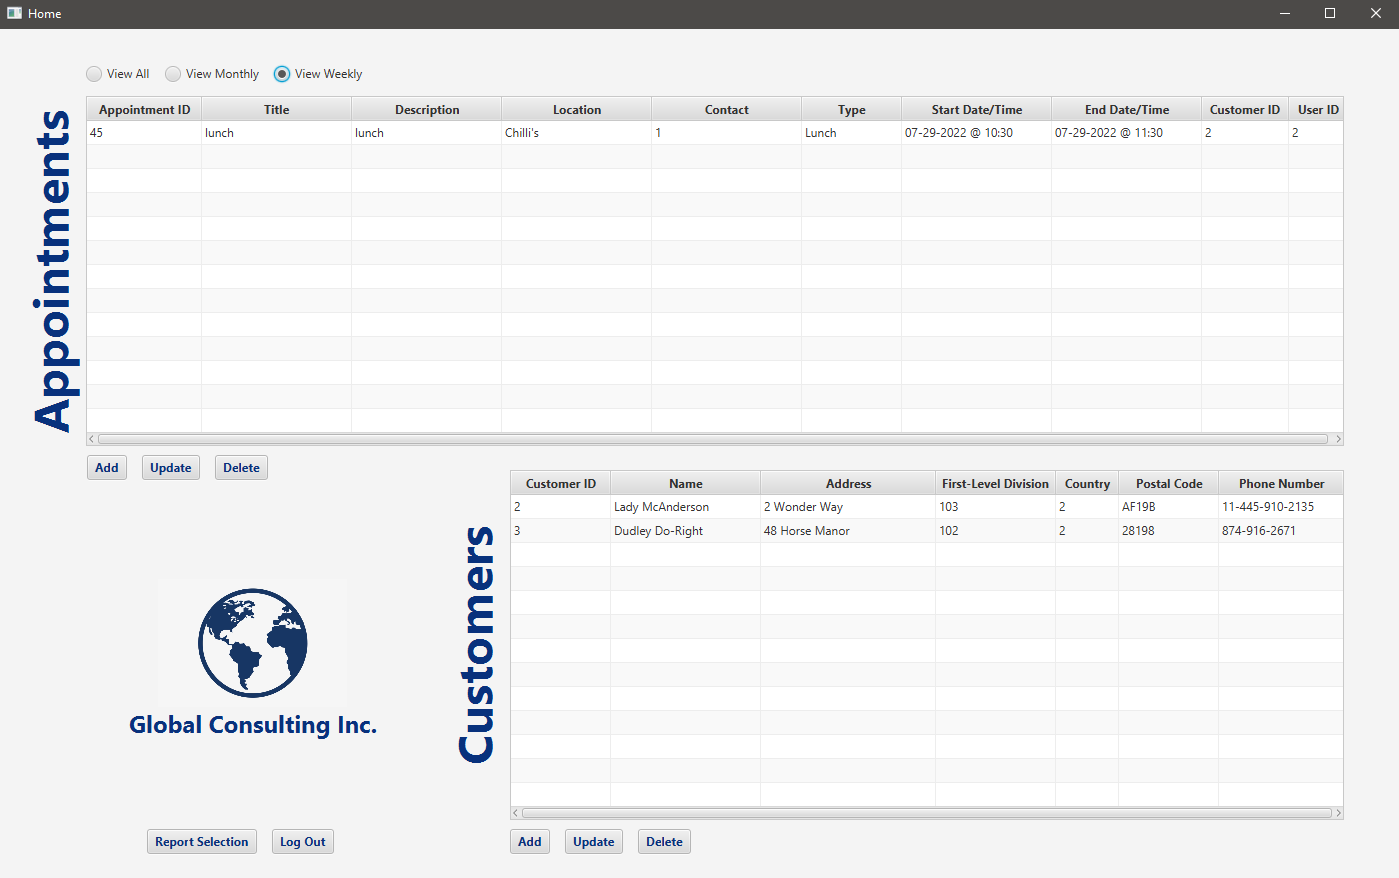 Home
View All View Monthly View Weekly
Appointments
Appointment ID Title Description Location Contact Type Start Date/Time End Date/Time Customer ID User ID
45 lunch lunch Chilli's 1 Lunch 07-29-2022 @ 10:30 07-29-2022 @ 11:30 2 2
Add Update Delete
Customers
Customer ID Name Address First-Level Division Country Postal Code Phone Number
2 Lady McAnderson 2 Wonder Way 103 2 AF19B 11-445-910-2135
3 Dudley Do-Right 48 Horse Manor 102 2 28198 874-916-2671
Global Consulting Inc.
Report Selection Log Out
Add Update Delete